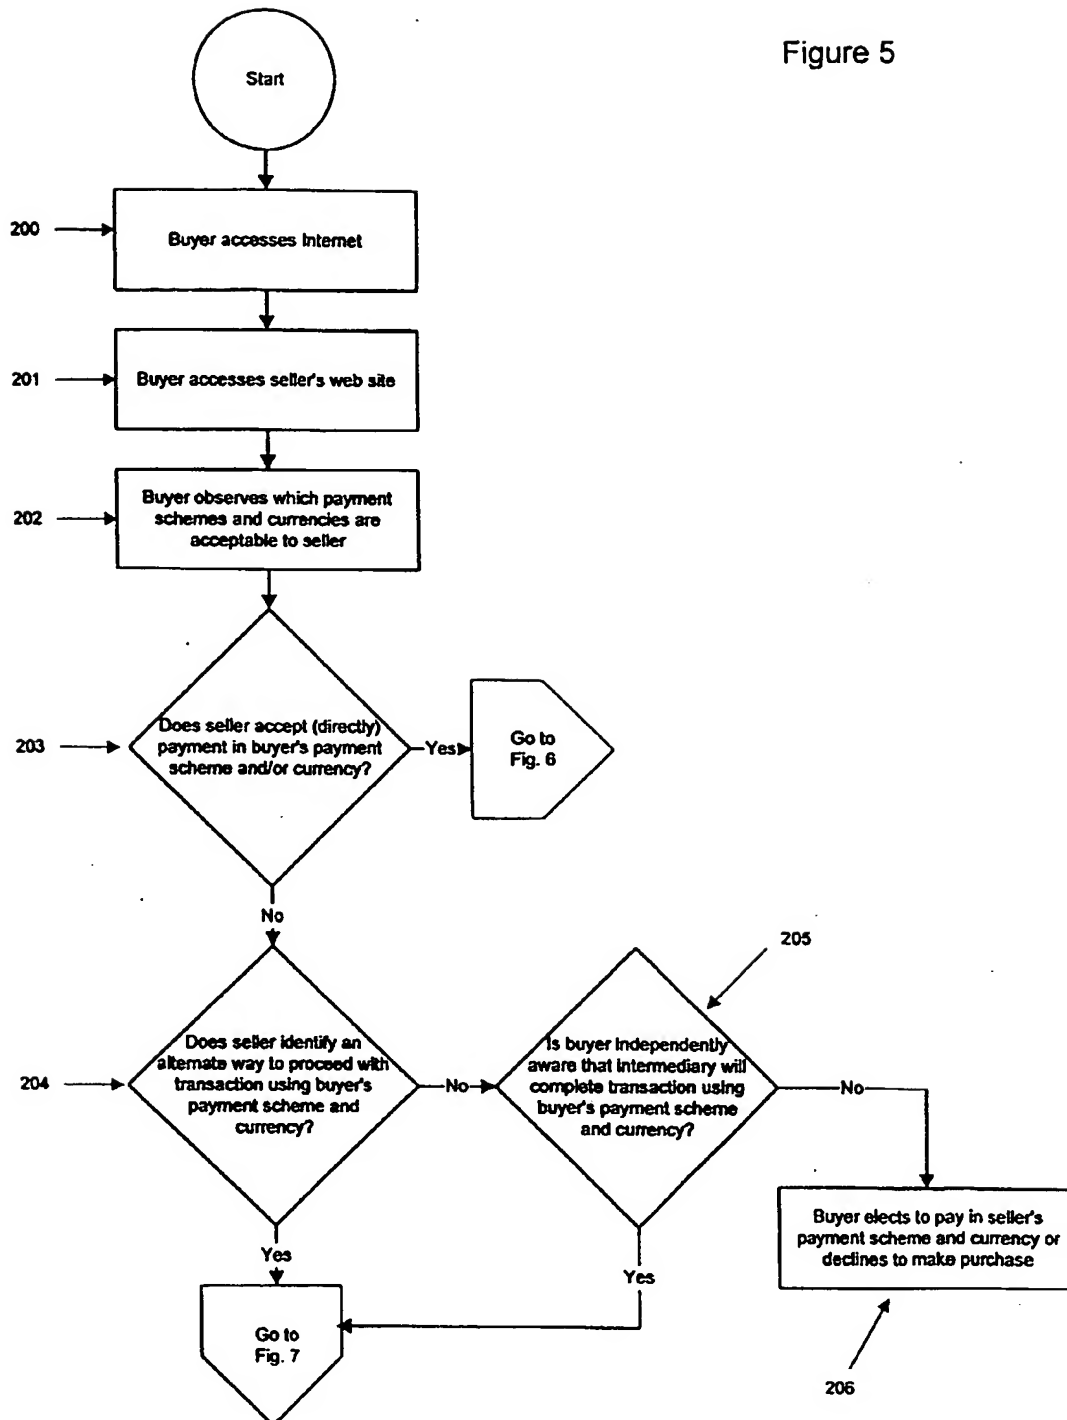 Figure 5
Start
200
Buyer accesses Internet
201
Buyer accesses seller's web site
202
Buyer observes which payment
schemes and currencies are
acceptable to seller
203
Does seller accept (directly)
payment in buyer's payment
scheme and/or currency?
Yes
Go to
Fig. 6
No
204
Does seller identify an
alternate way to proceed with
transaction using buyer's
payment scheme and
currency?
No
205
Is buyer independently
aware that intermediary will
complete transaction using
buyer's payment scheme
and currency?
No
Buyer elects to pay in seller's
payment scheme and currency or
declines to make purchase
206
Yes
Yes
Go to
Fig. 7